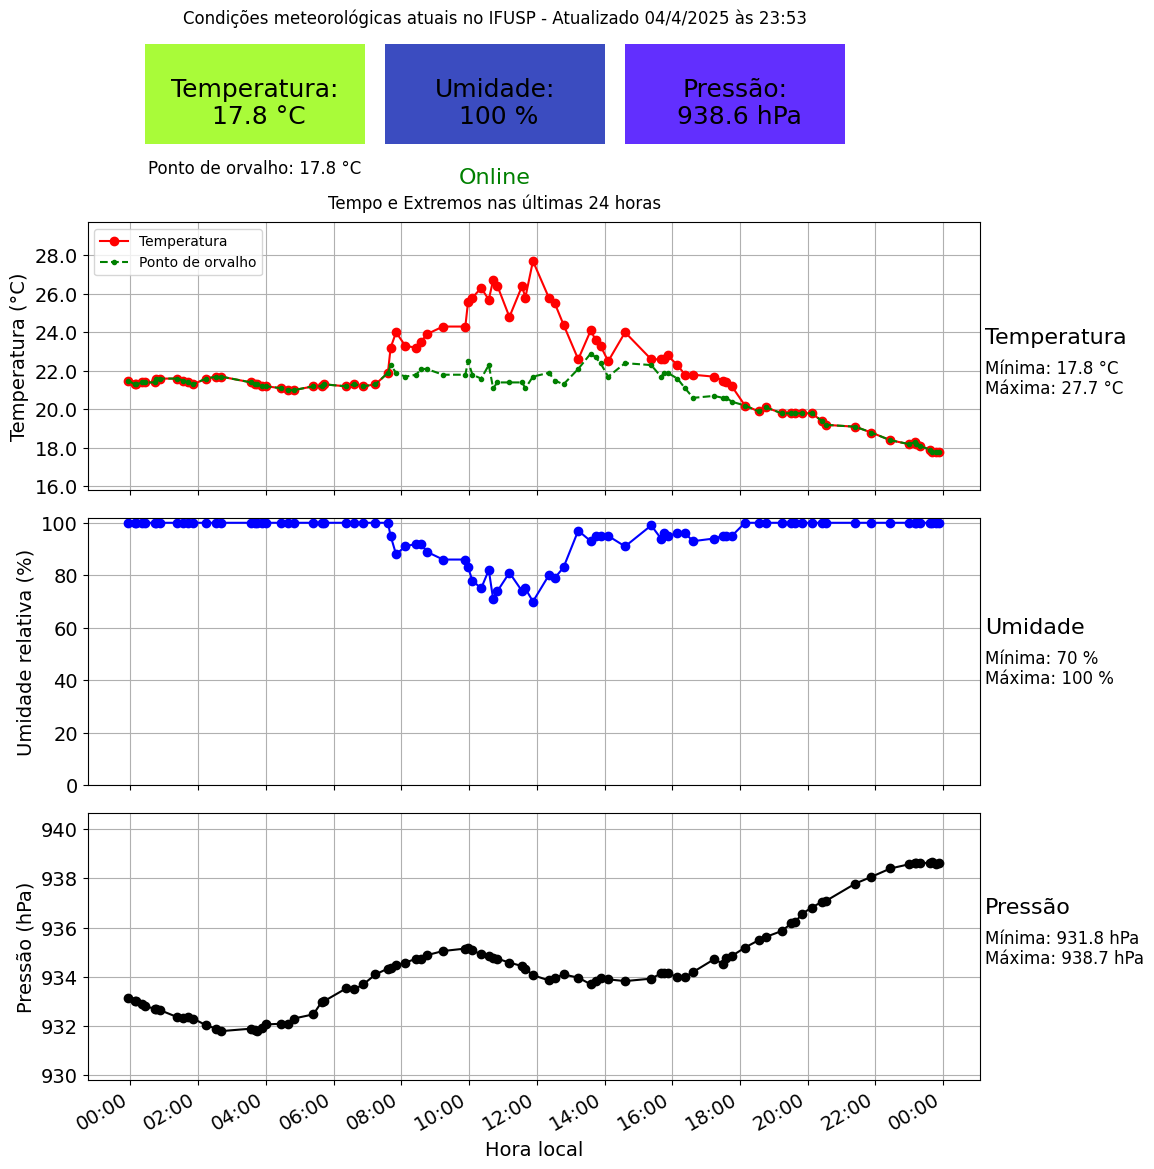 Condições meteorológicas atuais no IFUSP - Atualizado 04/4/2025 às 23:53
Temperatura:
17.8 °C
Umidade:
100 %
Pressão:
938.6 hPa
Ponto de orvalho: 17.8 °C
Online
Tempo e Extremos nas últimas 24 horas
Temperatura (°C)
28.0
26.0
24.0
22.0
20.0
18.0
16.0
Temperatura
Ponto de orvalho
Temperatura
Mínima: 17.8 °C
Máxima: 27.7 °C
Umidade relativa (%)
100
80
60
40
20
0
Umidade
Mínima: 70 %
Máxima: 100 %
Pressão (hPa)
940
938
936
934
932
930
Pressão
Mínima: 931.8 hPa
Máxima: 938.7 hPa
00:00 02:00 04:00 06:00 08:00 10:00 12:00 14:00 16:00 18:00 20:00 22:00 00:00
Hora local